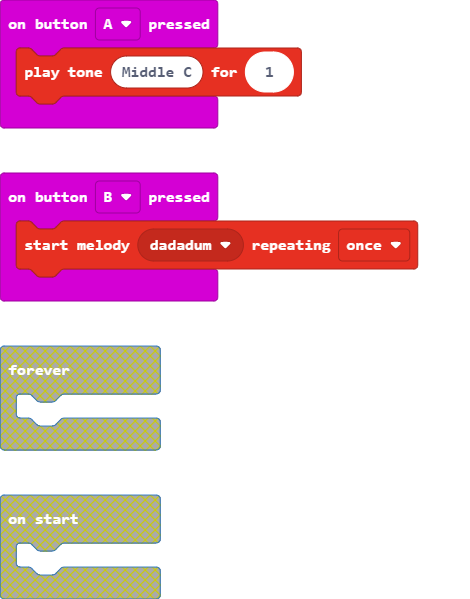 on button A pressed
play tone Middle C for 1
on button B pressed
start melody dadadum repeating once
forever
on start